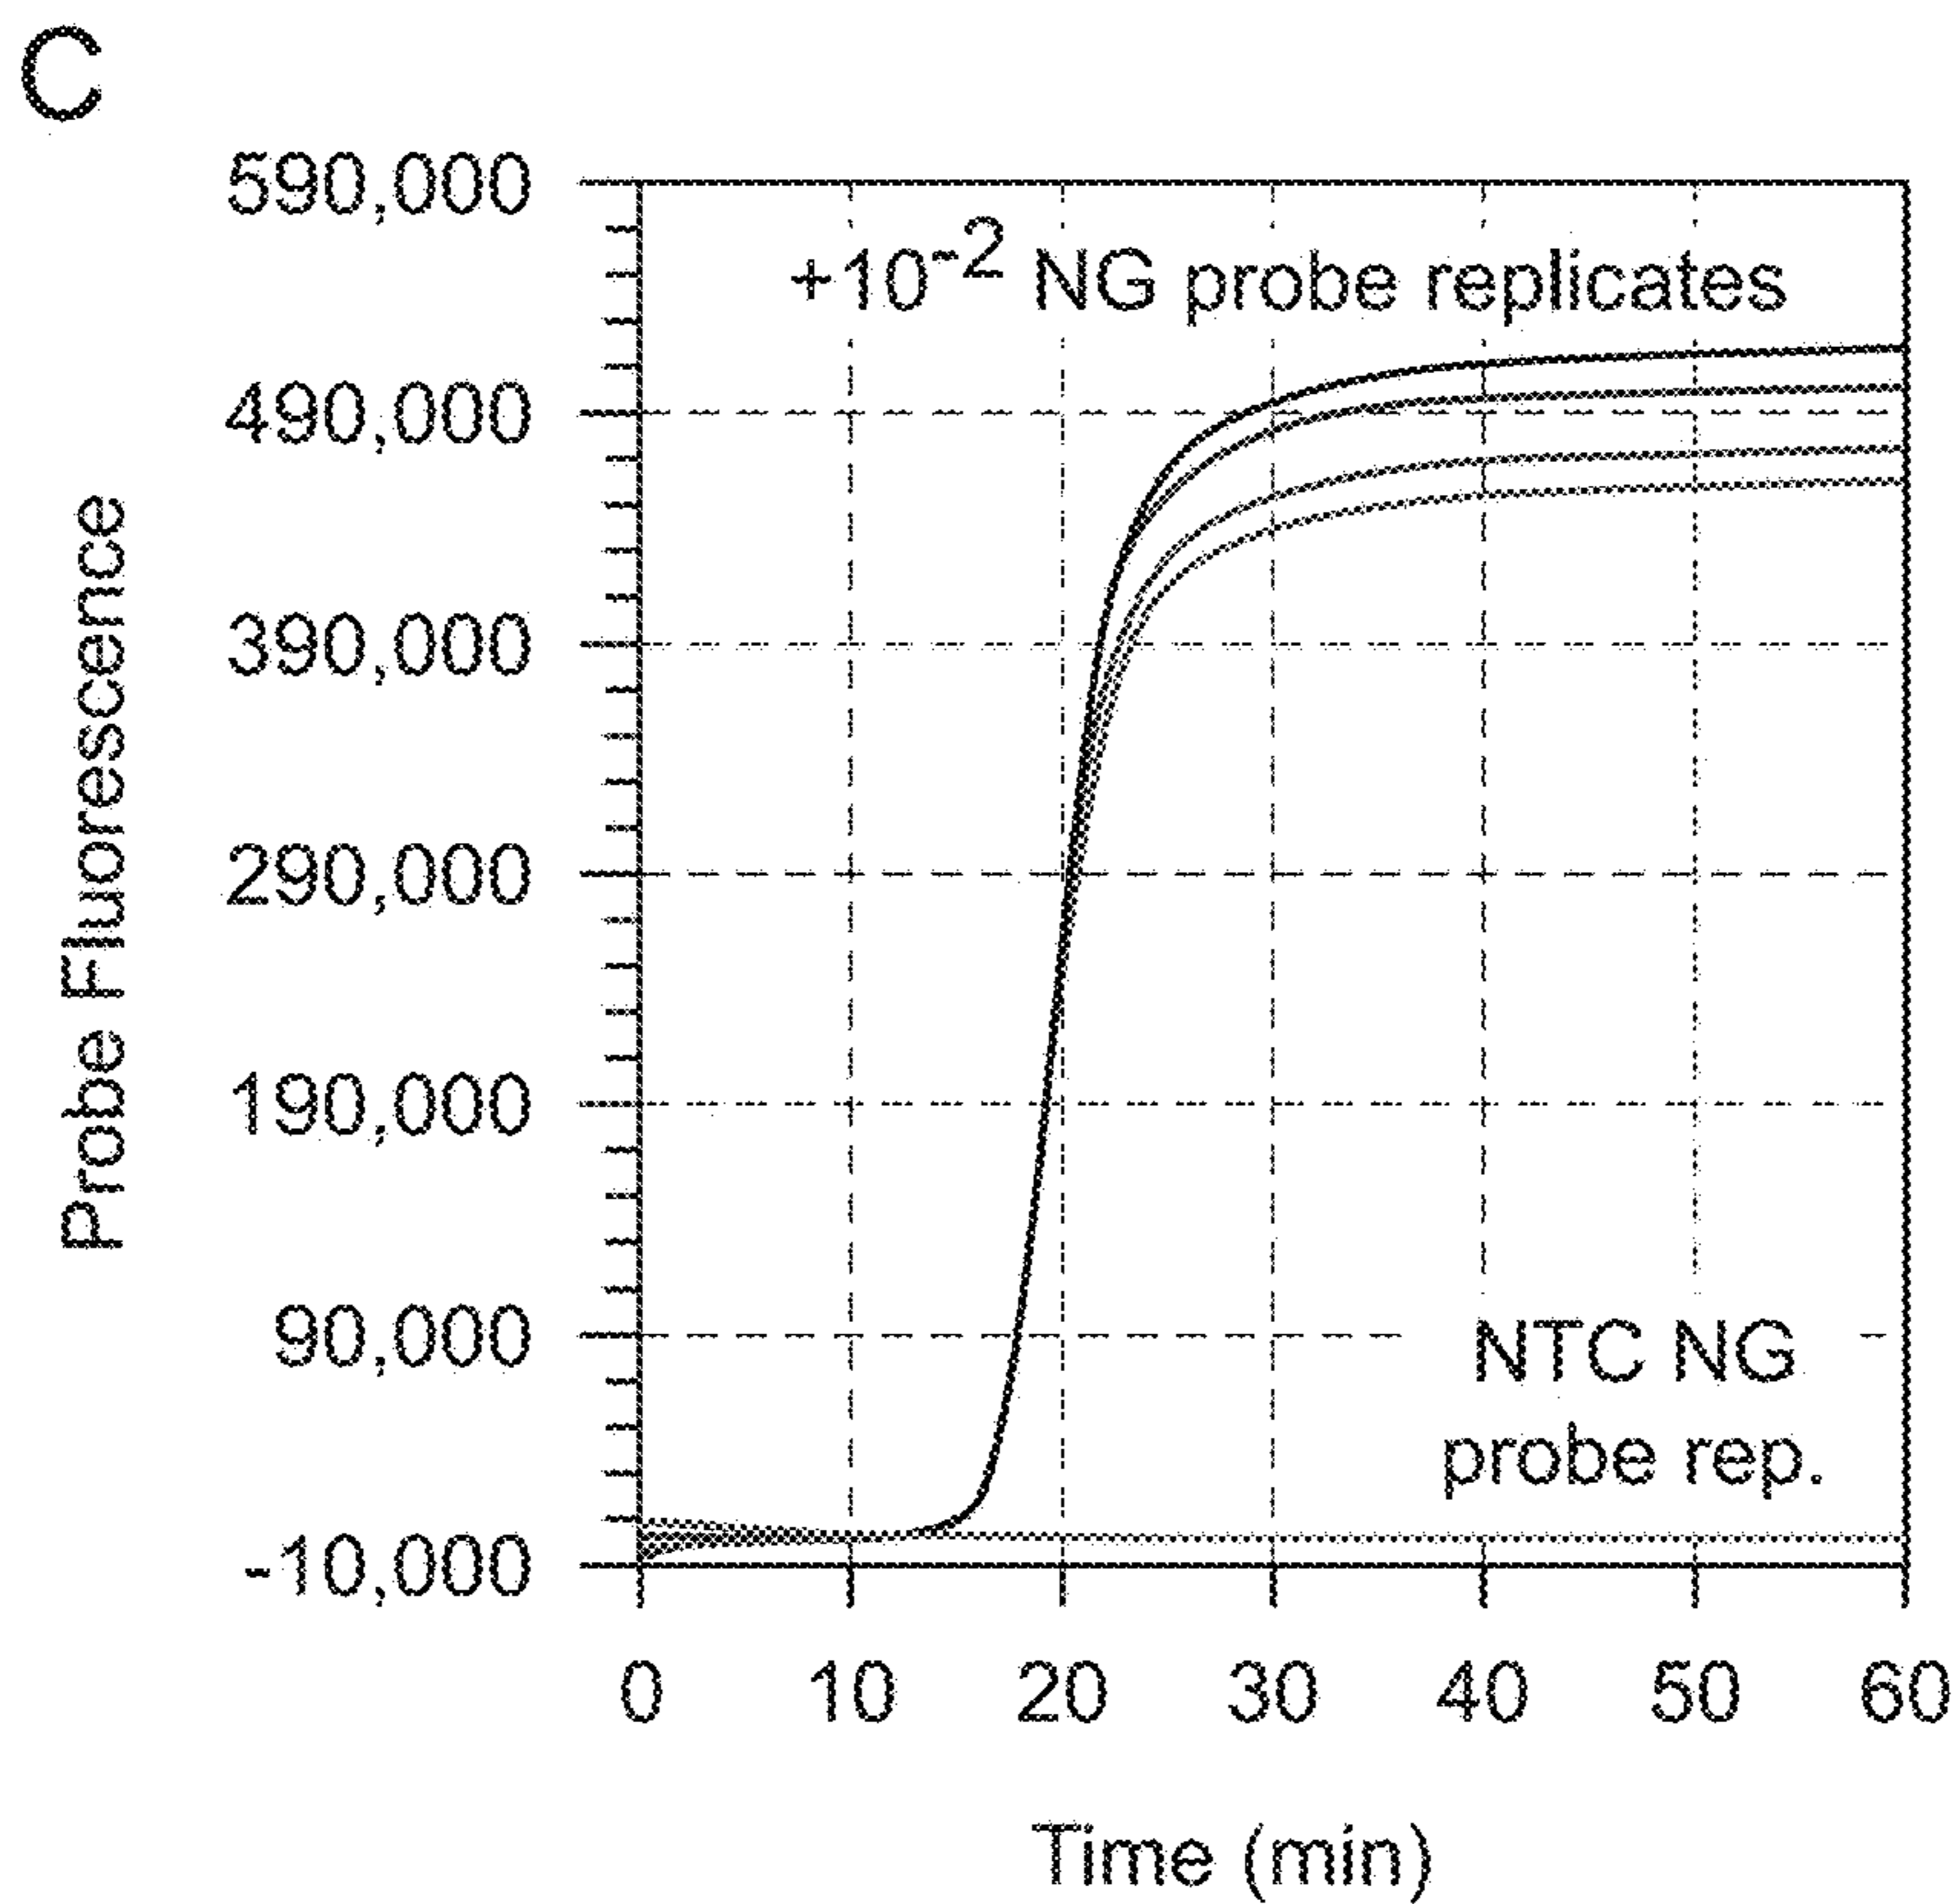 C
590,000
490,000
390,000
290,000
190,000
90,000
-10,000
Probe Fluorescence
+10⁻² NG probe replicates
NTC NG
probe rep.
0 10 20 30 40 50 60
Time (min)